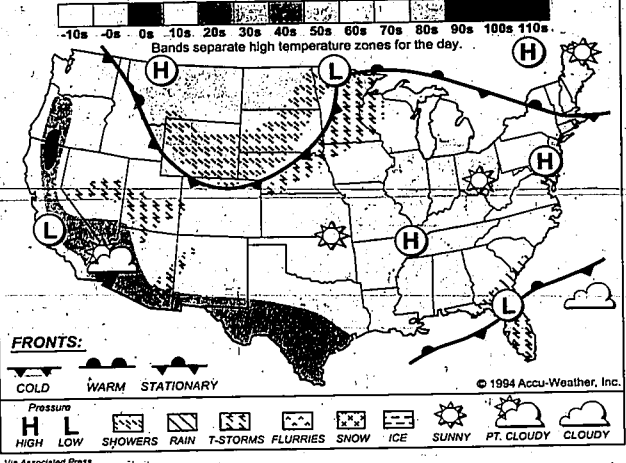 -10s -0s 0s 10s 20s 30s 40s 50s 60s 70s 80s 90s 100s 110s
Bands separate high temperature zones for the day.
H
H
L
H
L
H
L
FRONTS:
COLD WARM STATIONARY
© 1994 Accu-Weather, Inc.
Pressure
H L
HIGH LOW SHOWERS RAIN T-STORMS FLURRIES SNOW ICE SUNNY PT. CLOUDY CLOUDY
Via Associated Press